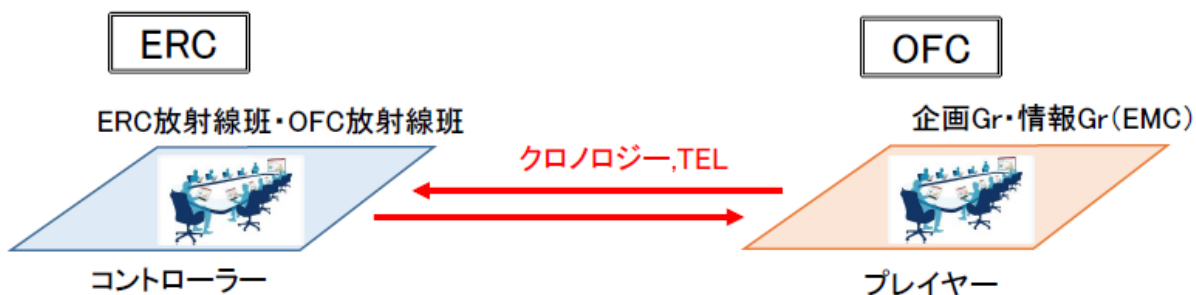 ERC
OFC
ERC放射線班・OFC放射線班
企画Gr・情報Gr(EMC)
クロノロジー,TEL
コントローラー
プレイヤー